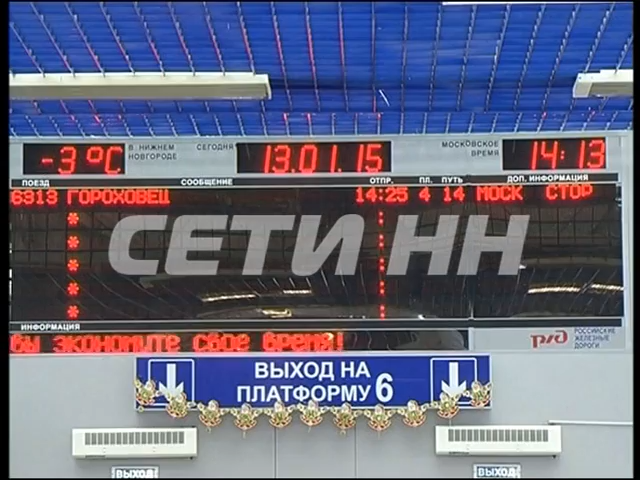 -3°C В НИЖНЕМ НОВГОРОДЕ СЕГОДНЯ 13.01.15 МОСКОВСКОЕ ВРЕМЯ 14:13
ПОЕЗД СООБЩЕНИЕ ОТПР. ПЛ. ПУТЬ ДОП. ИНФОРМАЦИЯ
6313 ГОРОХОВЕЦ 14:25 4 14 МОСК СТОР
* :
* :
* :
* :
* :
СЕТИ НН
ИНФОРМАЦИЯ
вы экономите свое время!
РЖД РОССИЙСКИЕ ЖЕЛЕЗНЫЕ ДОРОГИ
ВЫХОД НА
ПЛАТФОРМУ 6
ВЫХОД ВЫХОД